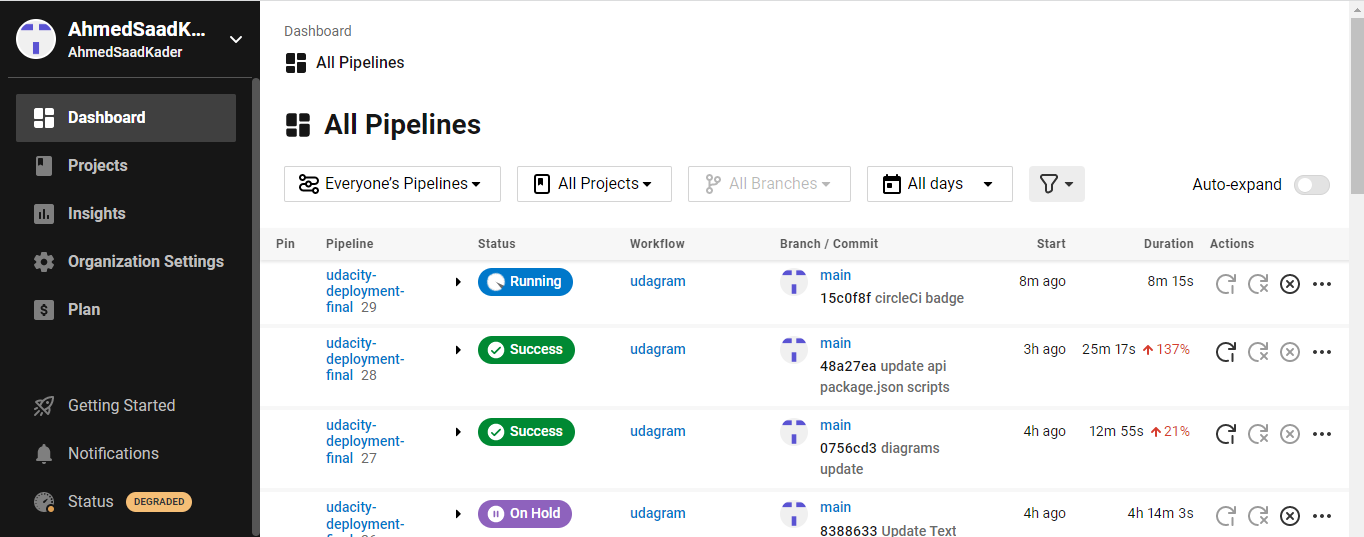 AhmedSaadK...
AhmedSaadKader
Dashboard
Projects
Insights
Organization Settings
Plan
Getting Started
Notifications
Status DEGRADED
Dashboard
All Pipelines
All Pipelines
Everyone's Pipelines
All Projects
All Branches
All days
Auto-expand
Pin Pipeline Status Workflow Branch / Commit Start Duration Actions
udacity-
deployment-
final 29
Running
udagram
main
15c0f8f circleCi badge
8m ago
8m 15s
udacity-
deployment-
final 28
Success
udagram
main
48a27ea update api
package.json scripts
3h ago
25m 17s 137%
udacity-
deployment-
final 27
Success
udagram
main
0756cd3 diagrams
update
4h ago
12m 55s 21%
udacity-
deployment-
On Hold
udagram
main
8388633 Update Text
4h ago
4h 14m 3s